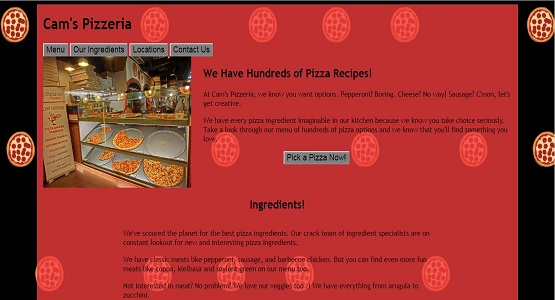 Cam's Pizzeria
Menu Our Ingredients Locations Contact Us
We Have Hundreds of Pizza Recipes!
At Cam's Pizzeria, we know you want options. Pepperoni? Boring. Cheese? No way! Sausage? C'mon, let's
get creative.
We have every pizza ingredient imaginable in our kitchen because we know you take choice seriously.
Take a look through our menu of hundreds of pizza options and we know that you'll find something you
love.
Pick a Pizza Now!
Ingredients!
We've scoured the planet for the best pizza ingredients. Our crack team of ingredient specialists are on
constant lookout for new and interesting pizza ingredients.
We have classic meats like pepperoni, sausage, and barbecue chicken. But you can find even more fun
meats like coppa, kielbasa and soylent green on our menu too.
Not interested in meat? No problem! We love our veggies too :) We have everything from arugula to
zucchini.